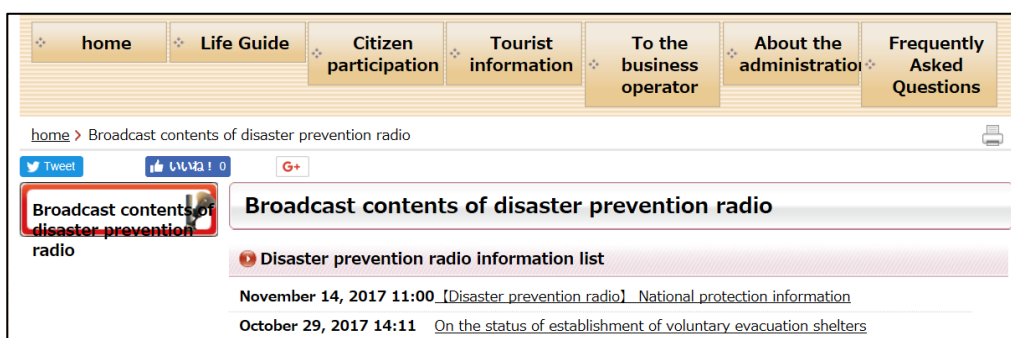 home
Life Guide
Citizen
participation
Tourist
information
To the
business
operator
About the
administration
Frequently
Asked
Questions
home > Broadcast contents of disaster prevention radio
Tweet
いいね！ 0
G+
Broadcast contents of
disaster prevention
radio
Broadcast contents of disaster prevention radio
Disaster prevention radio information list
November 14, 2017 11:00 【Disaster prevention radio】 National protection information
October 29, 2017 14:11 On the status of establishment of voluntary evacuation shelters